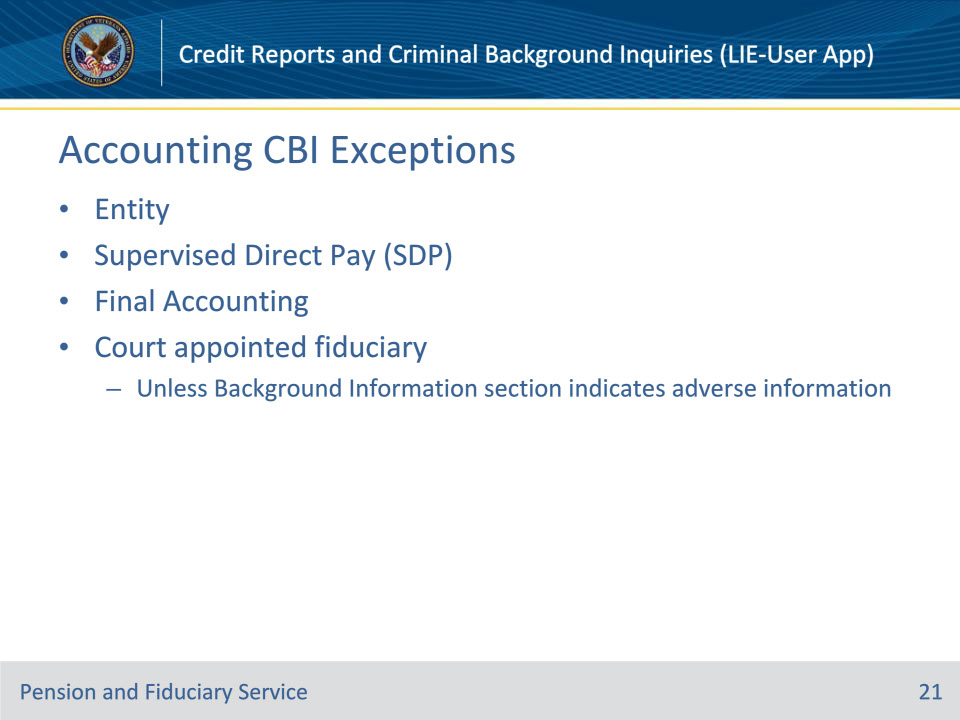 Credit Reports and Criminal Background Inquiries (LIE-User App)
Accounting CBI Exceptions
• Entity
• Supervised Direct Pay (SDP)
• Final Accounting
• Court appointed fiduciary
– Unless Background Information section indicates adverse information
Pension and Fiduciary Service
21